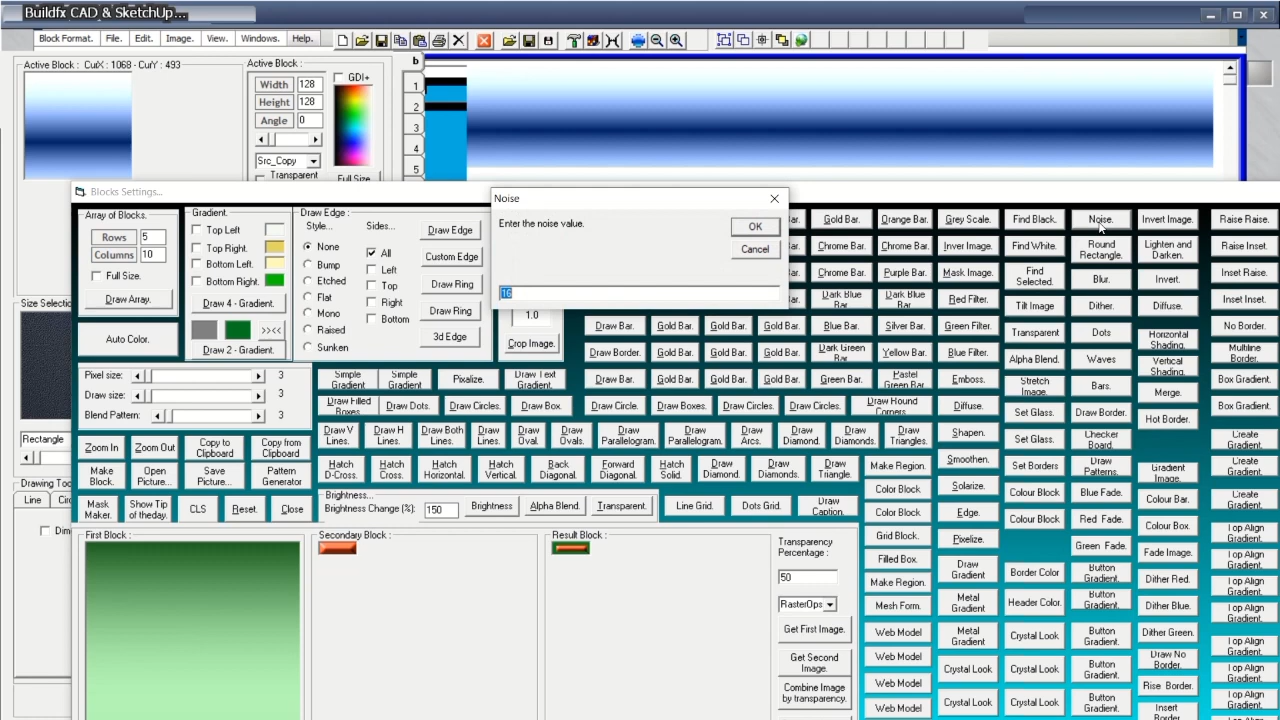 Buildfx CAD & SketchUp...
Block Format. File. Edit. Image. View. Windows. Help.
Active Block : CurX : 1068 - CurY : 493
Active Block :
Width 128
Height 128
Angle 0
GDI+
Src_Copy
Transparent
Full Size
b
1
2
3
4
5
Blocks Settings...
Array of Blocks.
Rows 5
Columns 10
Full Size.
Draw Array.
Auto Color.
Gradient.
Top Left
Top Right.
Bottom Left.
Bottom Right.
Draw 4 - Gradient.
>><<
Draw 2 - Gradient.
Draw Edge :
Style...
None
Bump
Etched
Flat
Mono
Raised
Sunken
Sides...
All
Left
Top
Right
Bottom
Draw Edge
Custom Edge
Draw Ring
Draw Ring
3d Edge
Noise
Enter the noise value.
OK
Cancel
16
1.0
Crop Image.
Gold Bar. Orange Bar. Grey Scale. Find Black. Noise. Invert Image. Raise Raise.
Chrome Bar. Chrome Bar. Inver Image. Find White. Round Rectangle. Lighten and Darken. Raise Inset.
Chrome Bar. Purple Bar. Mask Image. Find Selected. Blur. Invert. Inset Raise.
Dark Blue Bar Dark Blue Bar. Red Filter. Tilt Image Dither. Diffuse. Inset Inset.
Draw Bar. Gold Bar. Gold Bar. Gold Bar. Blue Bar. Silver Bar. Green Filter. Transparent Dots Horizontal Shading. No Border.
Draw Border. Gold Bar. Gold Bar. Gold Bar. Dark Green Bar Yellow Bar. Blue Filter. Alpha Blend. Waves Vertical Shading. Multiline Border.
Draw Bar. Gold Bar. Gold Bar. Gold Bar. Green Bar. Pastel Green Bar Emboss. Stretch Image. Bars. Merge. Box Gradient.
Size Selection
Rectangle
Drawing Too
Line
Dim
Pixel size: 3
Draw size: 3
Blend Pattern: 3
Simple Gradient Simple Gradient Pixalize. Draw Text Gradient.
Draw Filled Boxes. Draw Dots. Draw Circles. Draw Box. Draw Circle. Draw Boxes. Draw Circles. Draw Round Corners. Diffuse. Set Glass. Draw Border. Hot Border. Box Gradient.
Zoom In Zoom Out Copy to Clipboard Copy from Clipboard
Draw V Lines. Draw H Lines. Draw Both Lines. Draw Lines. Draw Oval. Draw Ovals. Draw Parallelogram. Draw Parallelogram. Draw Arcs. Draw Diamond. Draw Diamonds. Draw Triangles. Shapen. Set Glass. Checker Board. Create Gradient.
Make Block. Open Picture... Save Picture... Pattern Generator
Hatch D-Cross. Hatch Cross. Hatch Horizontal. Hatch Vertical. Back Diagonal. Forward Diagonal. Hatch Solid. Draw Diamond. Draw Diamonds. Draw Triangle. Make Region. Smoothen. Set Borders Draw Patterns. Gradient Image. Create Gradient.
Mask Maker. Show Tip of theday. CLS Reset. Close
Brightness...
Brightness Change (%): 150 Brightness Alpha Blend. Transparent. Line Grid. Dots Grid. Draw Caption.
Color Block Solarize. Colour Block Blue Fade. Colour Bar. Create Gradient.
Color Block Edge. Colour Block Red Fade. Colour Box. Top Align Gradient.
Grid Block. Pixelize. Green Fade. Fade Image. Top Align Gradient.
Filled Box. Draw Gradient Border Color Button Gradient. Dither Red. Top Align Gradient.
Make Region. Metal Gradient Header Color. Button Gradient. Dither Blue. Top Align Gradient.
Mesh Form. Metal Gradient Crystal Look Button Gradient. Dither Green. Top Align Gradient.
Web Model Crystal Look Crystal Look Button Gradient. Draw No Border. Top Align Gradient.
Web Model Crystal Look Crystal Look Button Gradient. Rise Border. Top Align Gradient.
Web Model
Web Model
Insert Border
First Block :
Secondary Block :
Result Block :
Transparency Percentage :
50
RasterOps
Get First Image.
Get Second Image.
Combine Image by transparency.